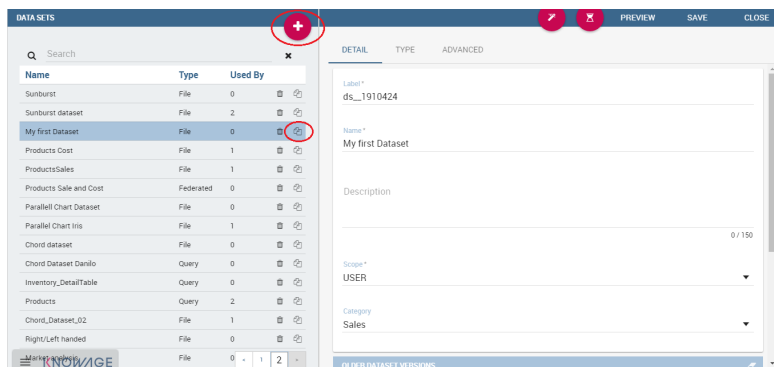 DATA SETS
PREVIEW SAVE CLOSE
Search
Name Type Used By
Sunburst File 0
Sunburst dataset File 2
My first Dataset File 0
Products Cost File 1
ProductsSales File 1
Products Sale and Cost Federated 0
Parallell Chart Dataset File 0
Parallel Chart Iris File 1
Chord dataset File 0
Chord Dataset Danilo Query 0
Inventory_DetailTable Query 0
Products Query 2
Chord_Dataset_02 File 1
Right/Left handed File 0
Market analysis File 0
KNOWAGE
1 2
DETAIL TYPE ADVANCED
Label*
ds__1910424
Name*
My first Dataset
Description
0 / 150
Scope*
USER
Category
Sales
OLDER DATASET VERSIONS